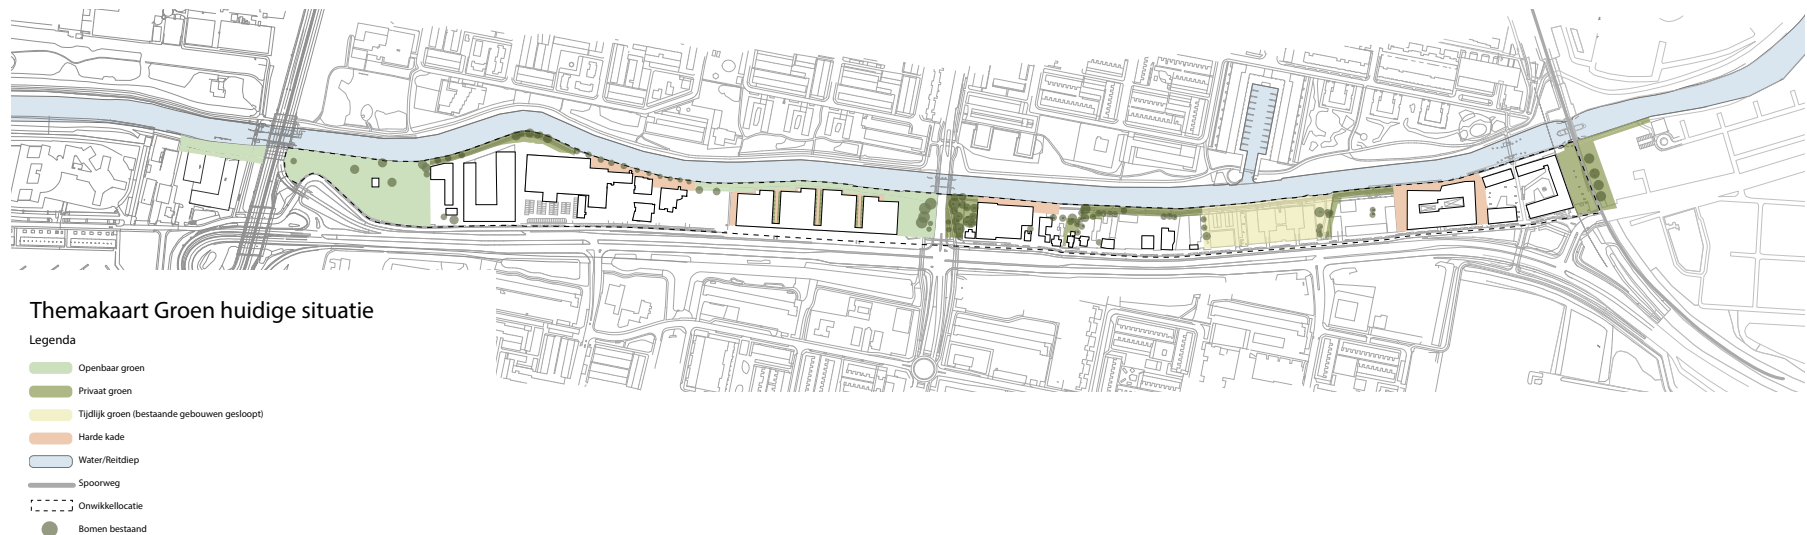 Themakaart Groen huidige situatie
Legenda
Openbaar groen
Privaat groen
Tijdlijk groen (bestaande gebouwen gesloopt)
Harde kade
Water/Reitdiep
Spoorweg
Onwikkellocatie
Bomen bestaand